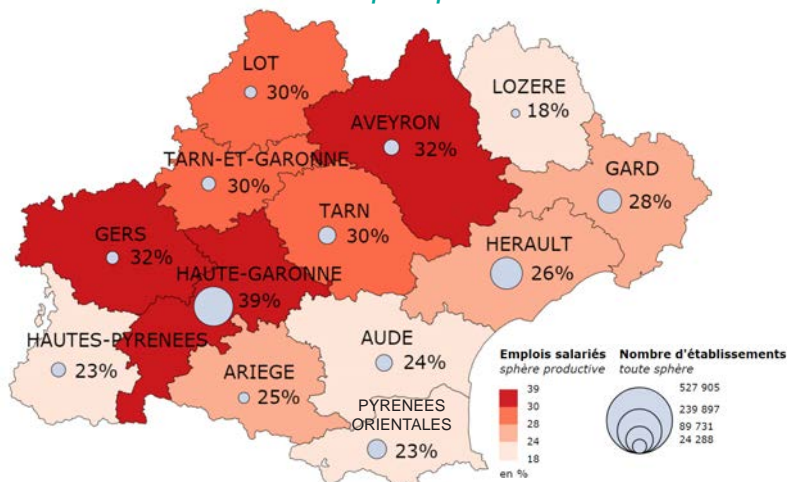 LOT
30%
LOZERE
18%
AVEYRON
32%
TARN-ET-GARONNE
30%
GARD
28%
TARN
30%
GERS
32%
HERAULT
26%
HAUTE-GARONNE
39%
HAUTES-PYRENEES
23%
AUDE
24%
ARIEGE
25%
PYRENEES
ORIENTALES
23%
Emplois salariés
sphère productive
39
30
28
24
18
en %
Nombre d'établissements
toute sphère
527 905
239 897
89 731
24 288